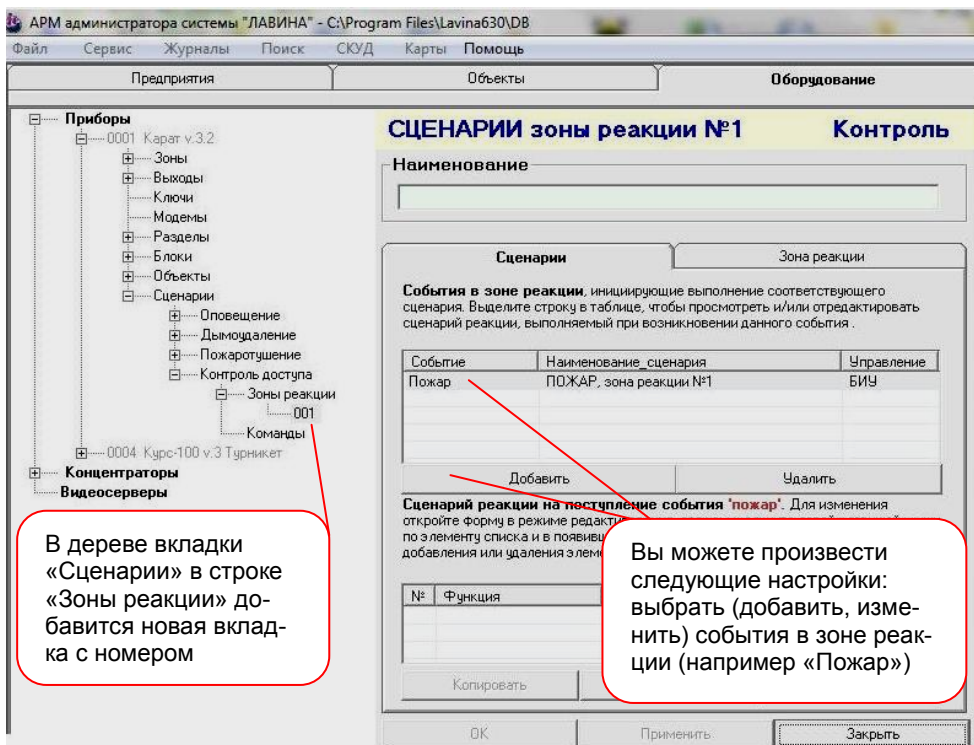 АРМ администратора системы "ЛАВИНА" - C:\Program Files\Lavina630\DB
Файл Сервис Журналы Поиск СКУД Карты Помощь
Предприятия Объекты Оборудование
Приборы
0001 Карат v.3.2
Зоны
Выходы
Ключи
Модемы
Разделы
Блоки
Объекты
Сценарии
Оповещение
Дымоудаление
Пожаротушение
Контроль доступа
Зоны реакции
001
Команды
0004 Курс-100 v.3 Турникет
Концентраторы
Видеосерверы
СЦЕНАРИИ зоны реакции №1 Контроль
Наименование
Сценарии Зона реакции
События в зоне реакции, инициирующие выполнение соответствующего
сценария. Выделите строку в таблице, чтобы просмотреть и/или отредактировать
сценарий реакции, выполняемый при возникновении данного события .
Событие Наименование_сценария Управление
Пожар ПОЖАР, зона реакции №1 БИУ
Добавить Удалить
Сценарий реакции на поступление события 'пожар'. Для изменения
откройте форму в режиме
по элементу списка и в
добавления или удаления
№ Функция
Копировать
OK Применить Закрыть
В дереве вкладки
«Сценарии» в строке
«Зоны реакции» до-
бавится новая вклад-
ка с номером
Вы можете произвести
следующие настройки:
выбрать (добавить, изме-
нить) события в зоне реак-
ции (например «Пожар»)